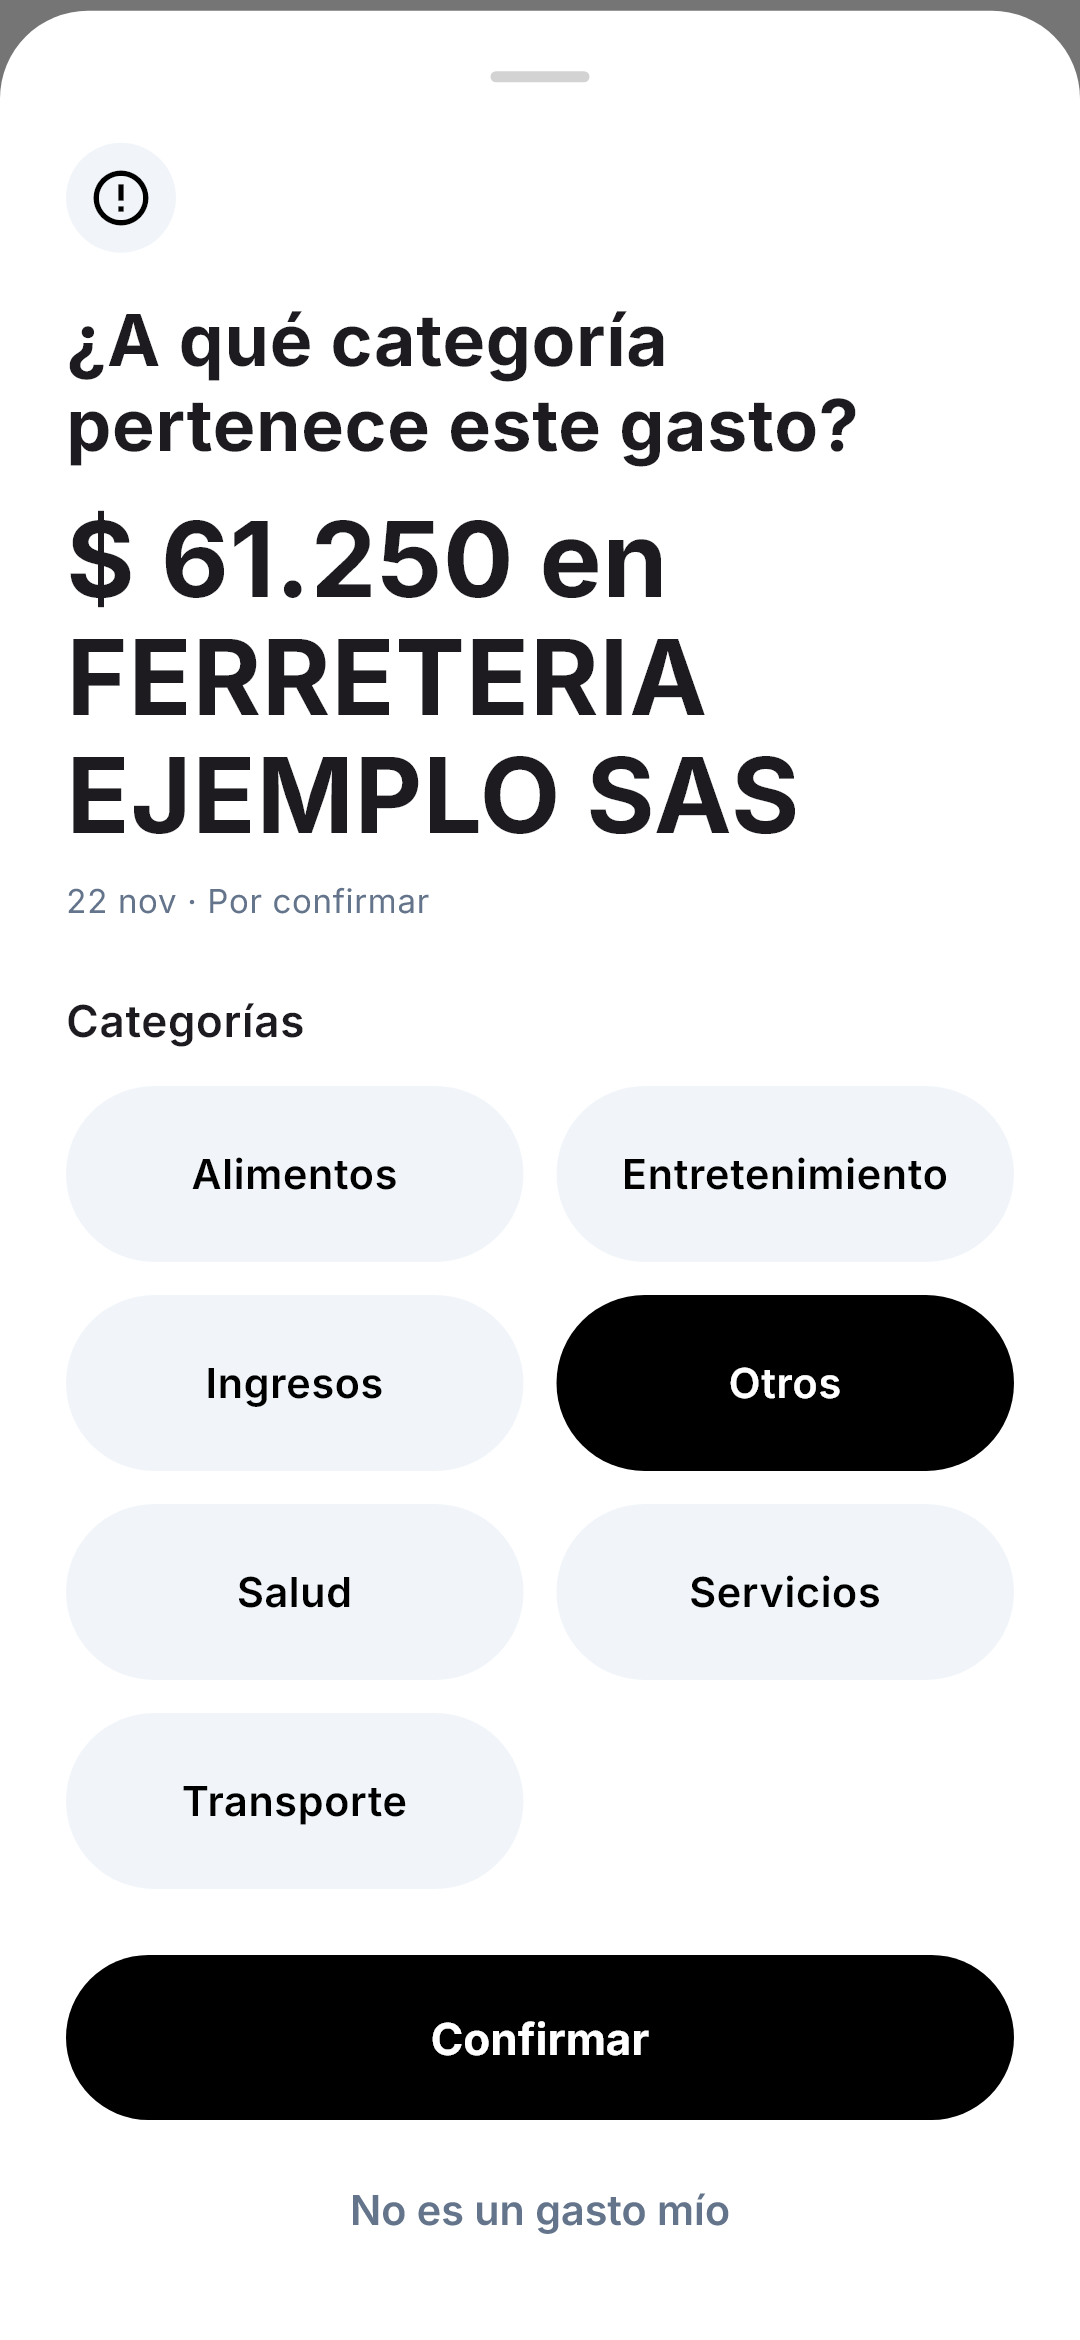 ¿A qué categoría
pertenece este gasto?
$ 61.250 en
FERRETERIA
EJEMPLO SAS
22 nov · Por confirmar
Categorías
Alimentos
Entretenimiento
Ingresos
Otros
Salud
Servicios
Transporte
Confirmar
No es un gasto mío